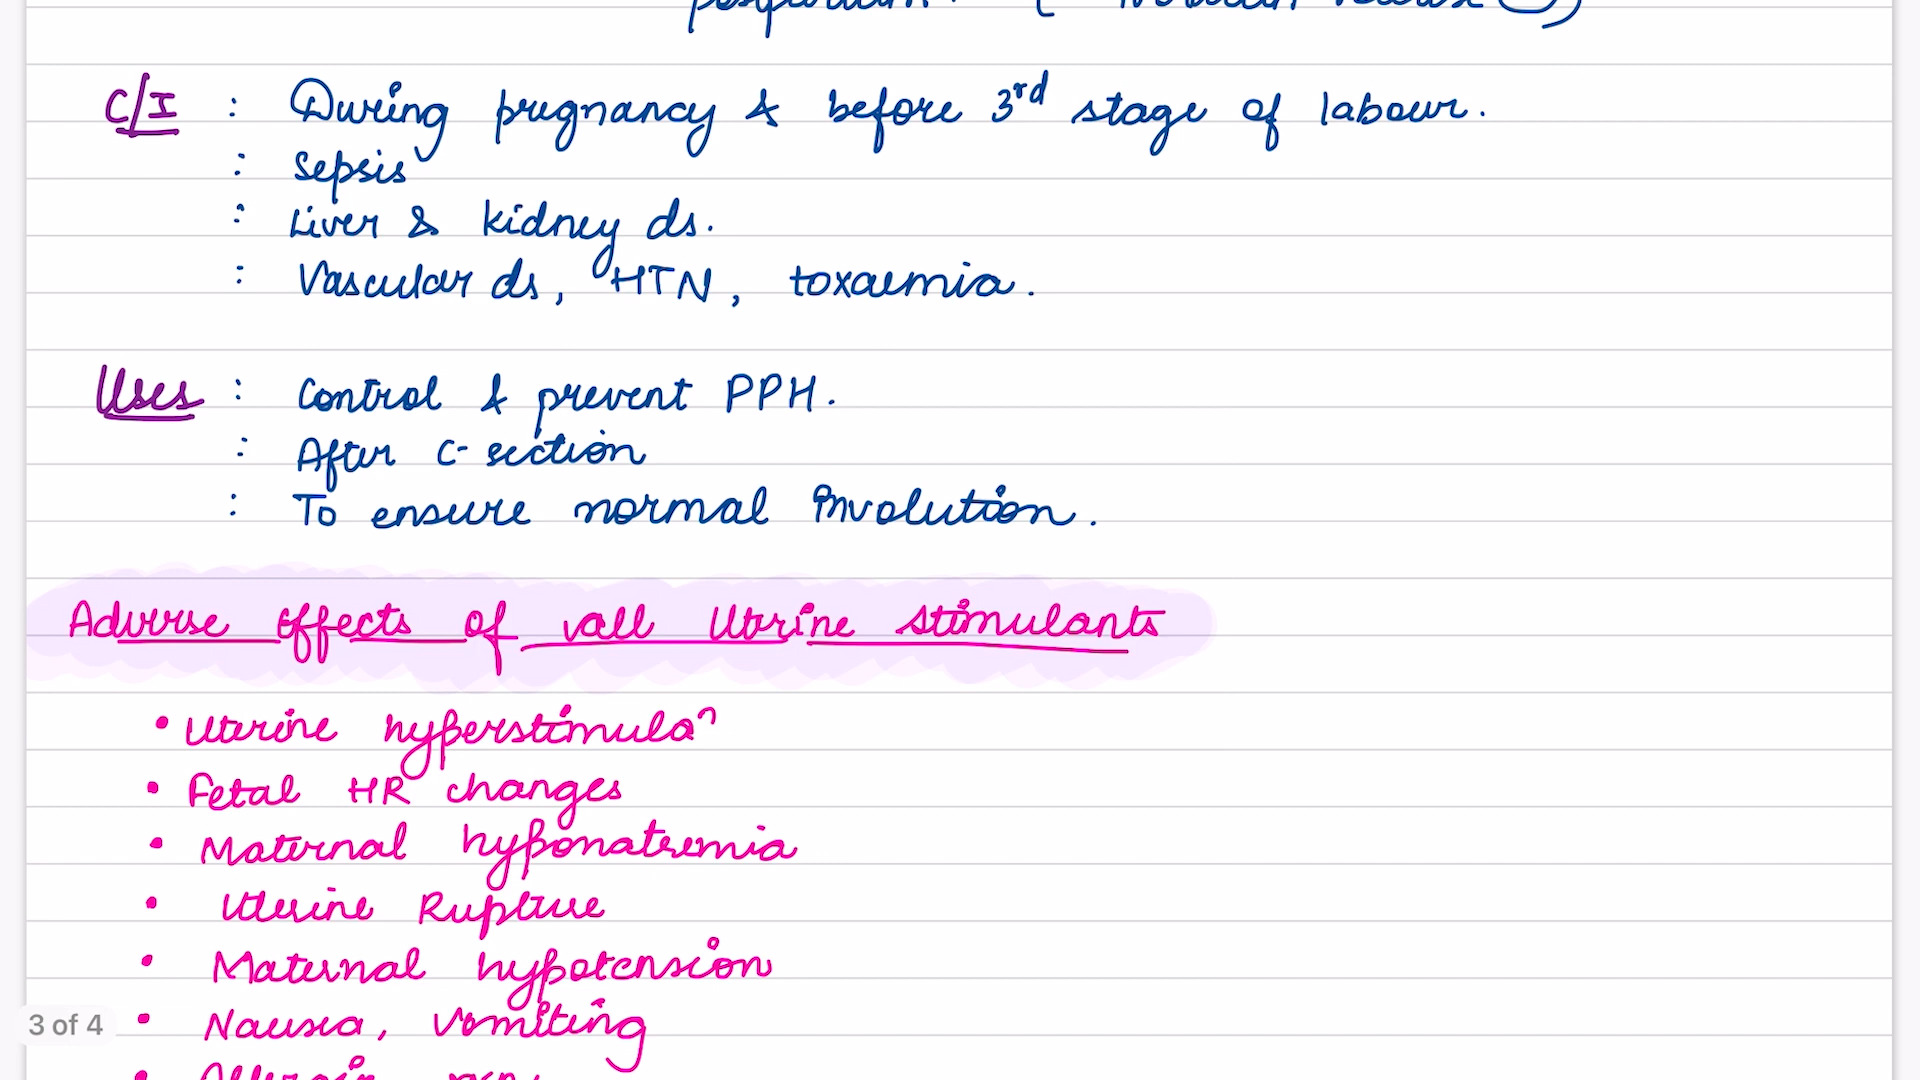 C/I : During pregnancy & before 3rd stage of labour.
: Sepsis
: Liver & kidney ds.
: Vascular ds, HTN, toxaemia.
Uses : Control & prevent PPH.
: After C-section
: To ensure normal involution.
Adverse effects of all Uterine stimulants
• Uterine hyperstimulan
• Fetal HR changes
• Maternal hyponatremia
• Uterine Rupture
• Maternal hypotension
• Nausea, Vomiting
3 of 4